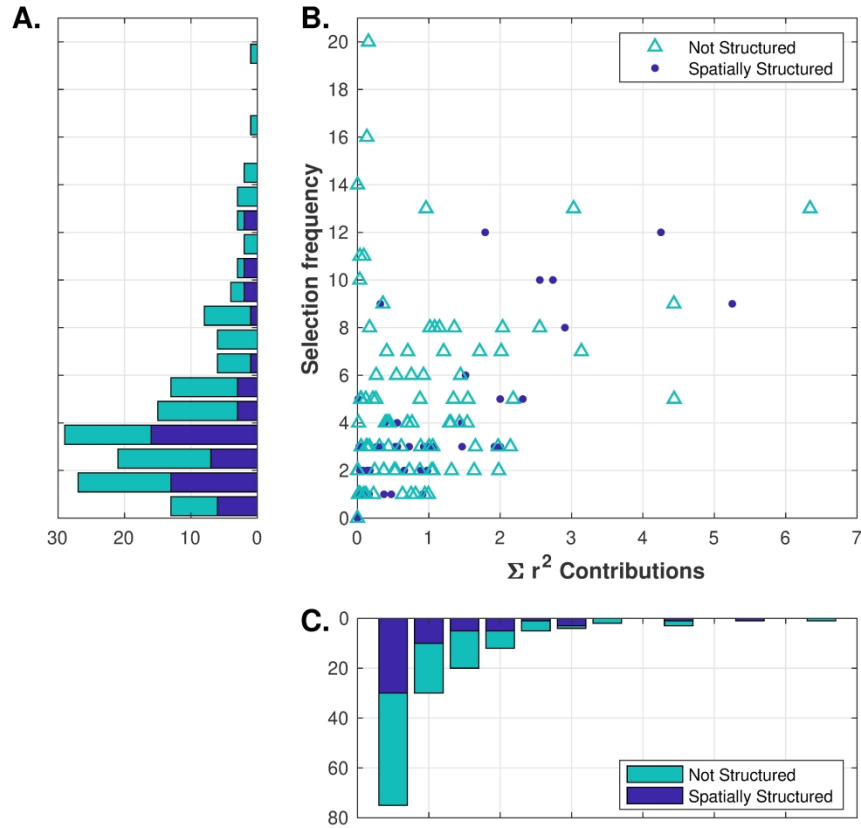 A.
B.
20
18
16
14
12
10
8
6
4
2
0
Selection frequency
Not Structured
Spatially Structured
30 20 10 0
0 1 2 3 4 5 6 7
Σ r² Contributions
C.
0
20
40
60
80
Not Structured
Spatially Structured